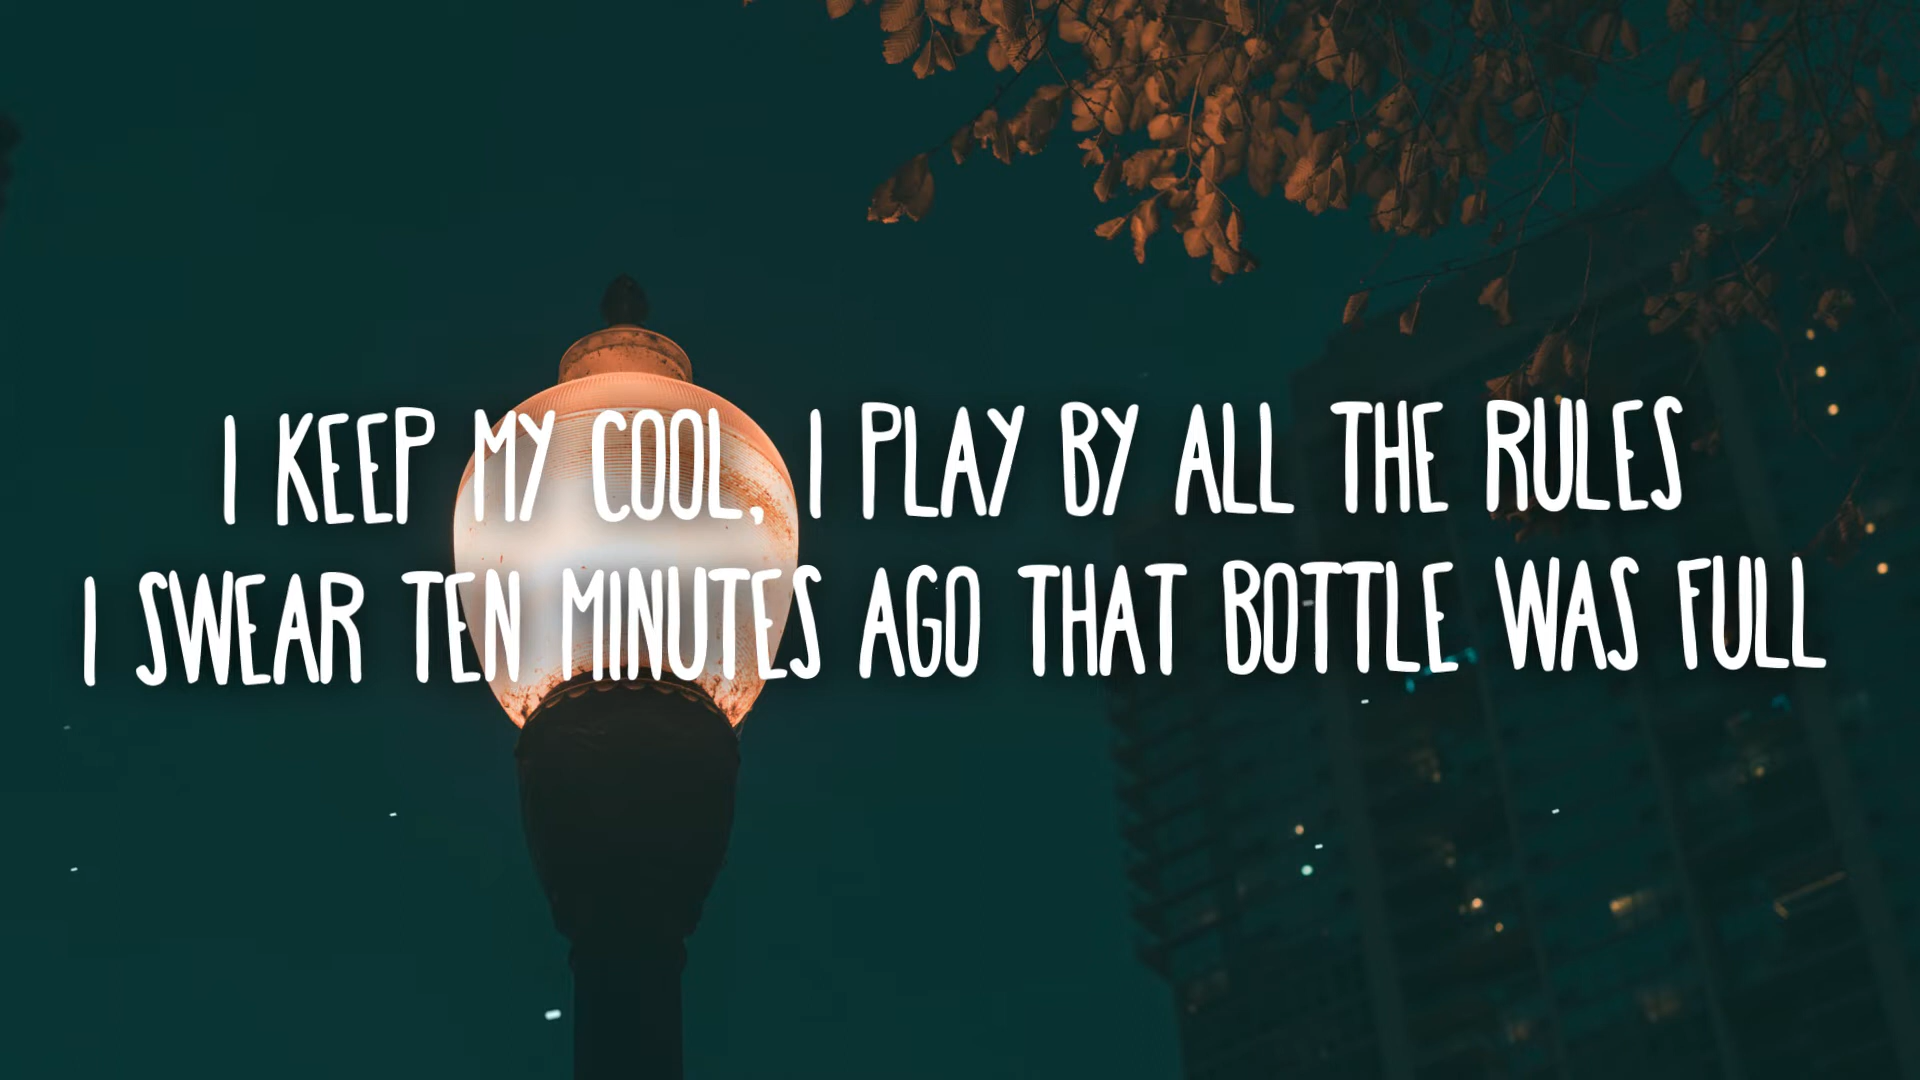 I KEEP MY COOL, I PLAY BY ALL THE RULES
I SWEAR TEN MINUTES AGO THAT BOTTLE WAS FULL